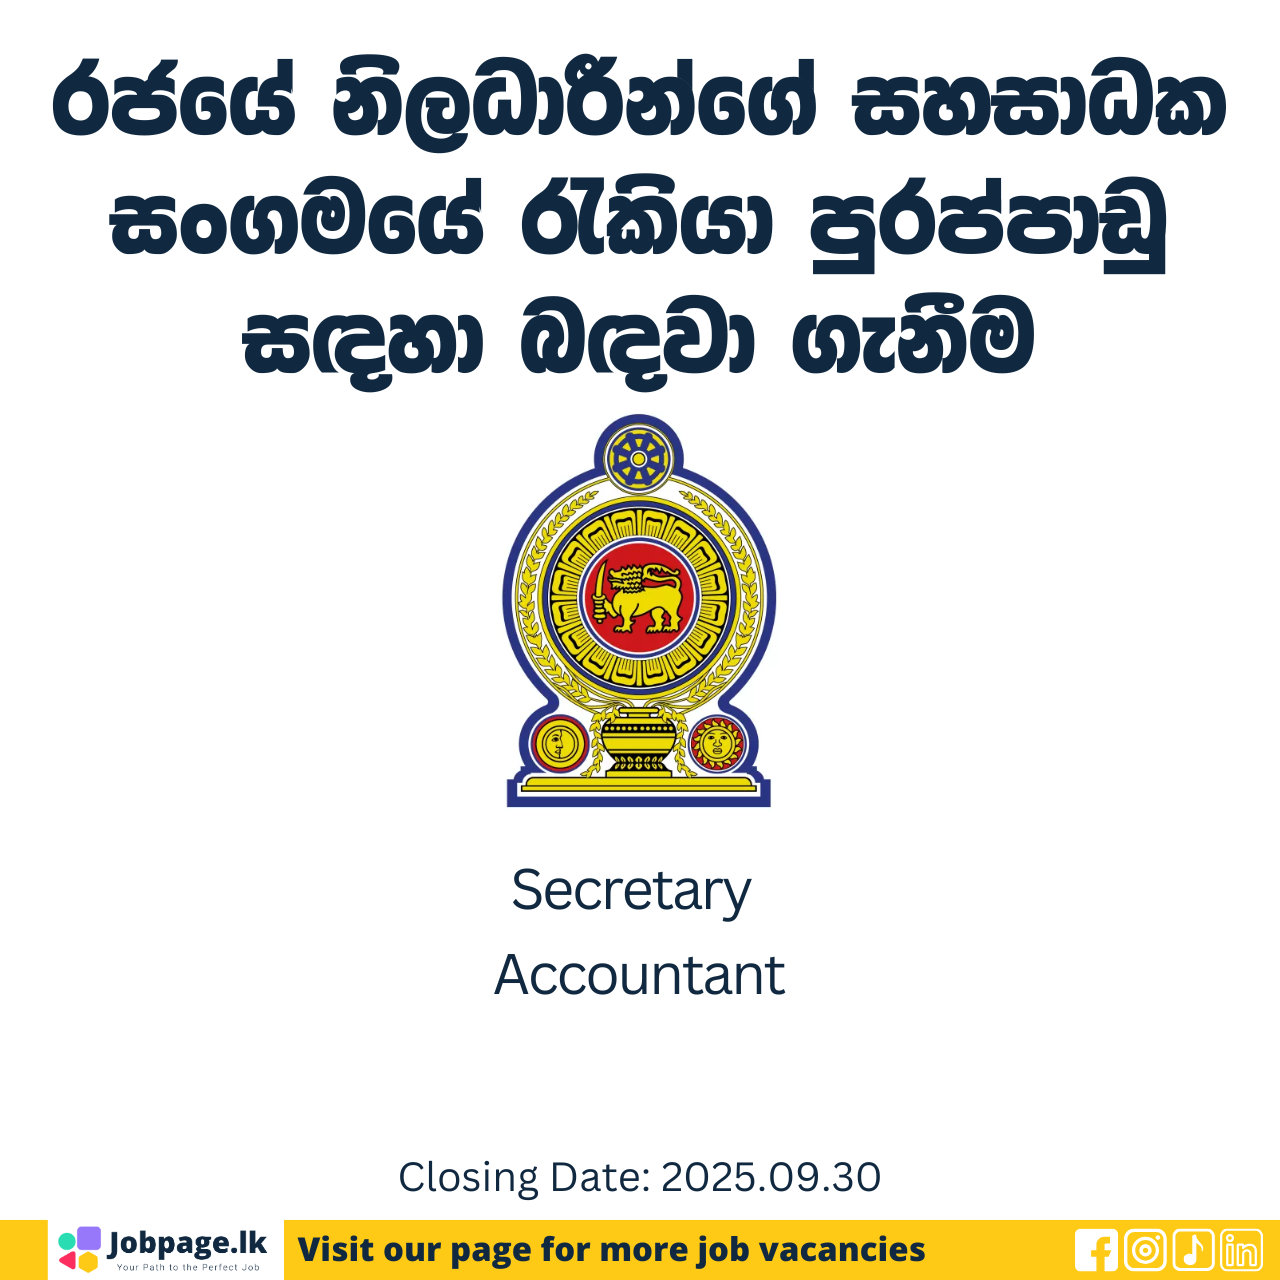 රජයේ නිලධාරීන්ගේ සහසාධක
සංගමයේ රැකියා පුරප්පාඩූ
සඳහා බඳවා ගැනීම
Secretary
Accountant
Closing Date: 2025.09.30
Jobpage.lk
Your Path to the Perfect Job
Visit our page for more job vacancies